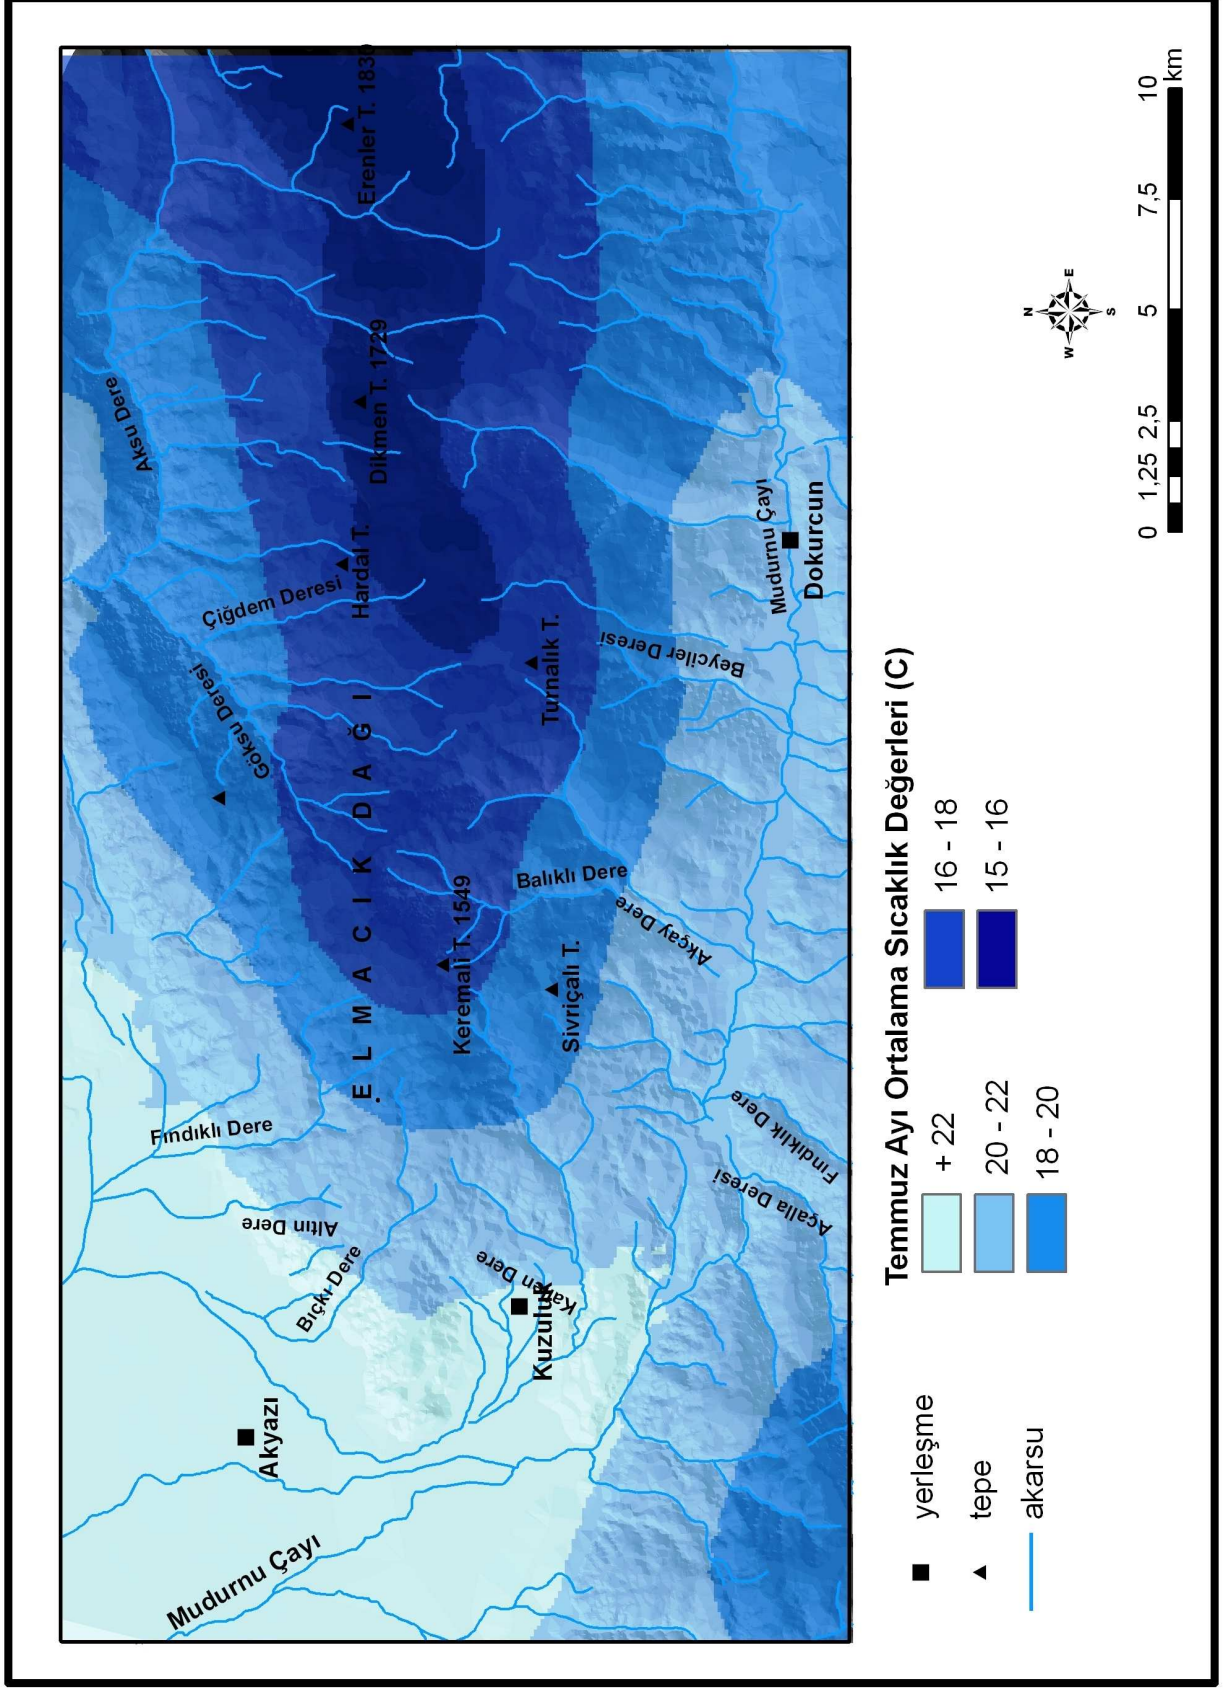 Aksu Dere
Erenler T. 1830
Dikmen T. 1729
Hardal T.
Çiğdem Deresi
Göksu Deresi
ELMACIK DAĞI
Turnalık T.
Beyciler Deresi
Mudurnu Çayı
Dokurcun
Balıklı Dere
Akçay Dere
Keremali T. 1549
Sivriçalı T.
Fındıklı Dere
Altın Dere
Bıçkı Dere
Kuzuluk
Fındıklık Dere
Açalla Deresi
Akyazı
Mudurnu Çayı
yerleşme
tepe
akarsu
Temmuz Ayı Ortalama Sıcaklık Değerleri (C)
+ 22
20 - 22
18 - 20
16 - 18
15 - 16
N
W E
S
0 1,25 2,5 5 7,5 10
km